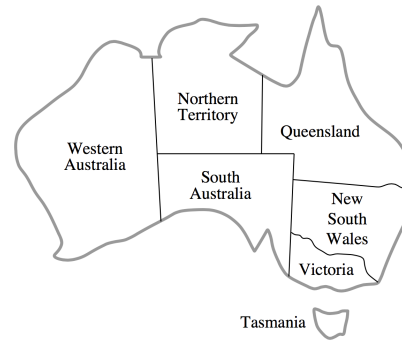 Northern
Territory
Western
Australia
Queensland
South
Australia
New
South
Wales
Victoria
Tasmania